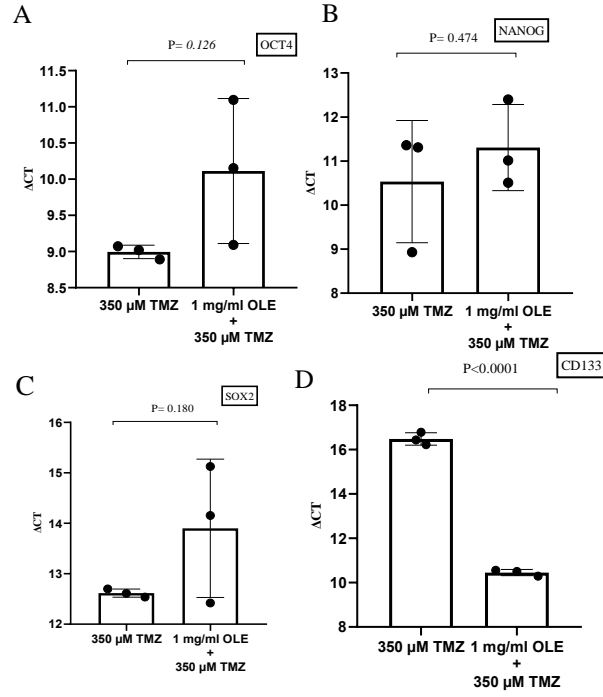 A
P= 0.126
OCT4
11.5
11.0
10.5
10.0
9.5
9.0
8.5
ΔCT
350 µM TMZ
1 mg/ml OLE
+
350 µM TMZ
B
P= 0.474
NANOG
13
12
11
10
9
8
ΔCT
350 µM TMZ
1 mg/ml OLE
+
350 µM TMZ
C
P= 0.180
SOX2
16
15
14
13
12
ΔCT
350 µM TMZ
1 mg/ml OLE
+
350 µM TMZ
D
P<0.0001
CD133
18
16
14
12
10
8
6
ΔCT
350 µM TMZ
1 mg/ml OLE
+
350 µM TMZ